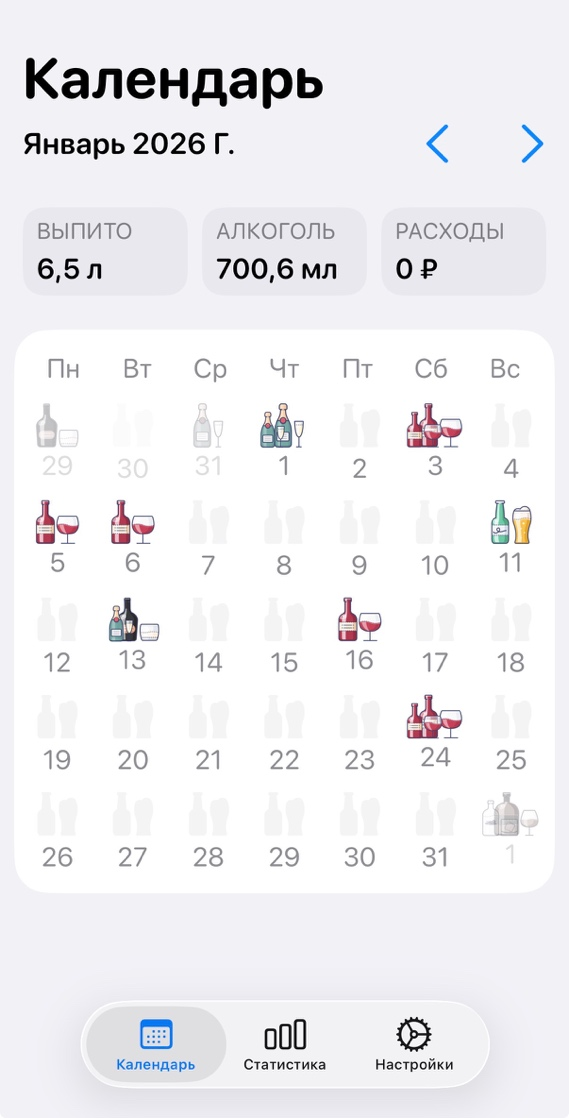 Календарь
Январь 2026 Г.
ВЫПИТО АЛКОГОЛЬ РАСХОДЫ
6,5 л 700,6 мл 0 ₽
Пн Вт Ср Чт Пт Сб Вс
29 30 31 1 2 3 4
5 6 7 8 9 10 11
12 13 14 15 16 17 18
19 20 21 22 23 24 25
26 27 28 29 30 31 1
Календарь Статистика Настройки